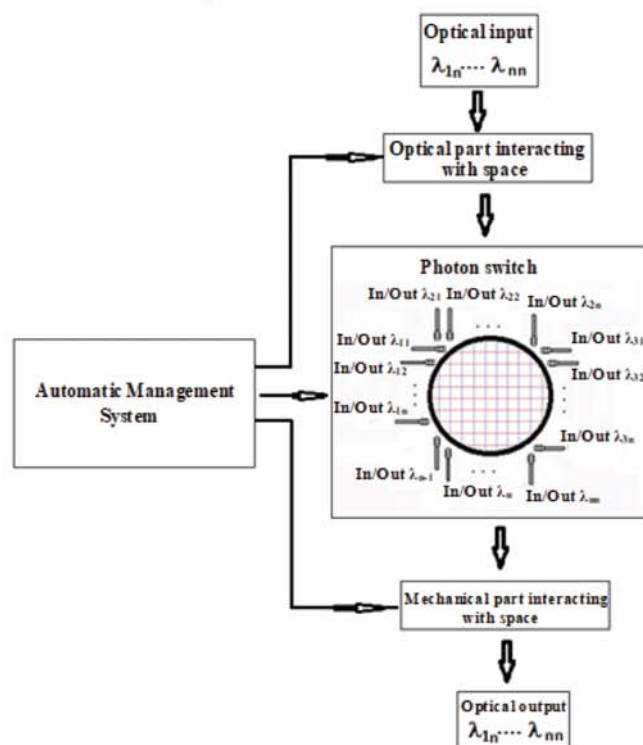 Optical input
λ1n···· λnn
Optical part interacting
with space
Photon switch
In/Out λ21 In/Out λ22
In/Out λ2n
In/Out λ11
In/Out λ31
In/Out λ12
In/Out λ32
In/Out λ1n
In/Out λ3n
In/Out λn-1
In/Out λn
In/Out λnn
Automatic Management
System
Mechanical part interacting
with space
Optical output
λ1n···· λnn